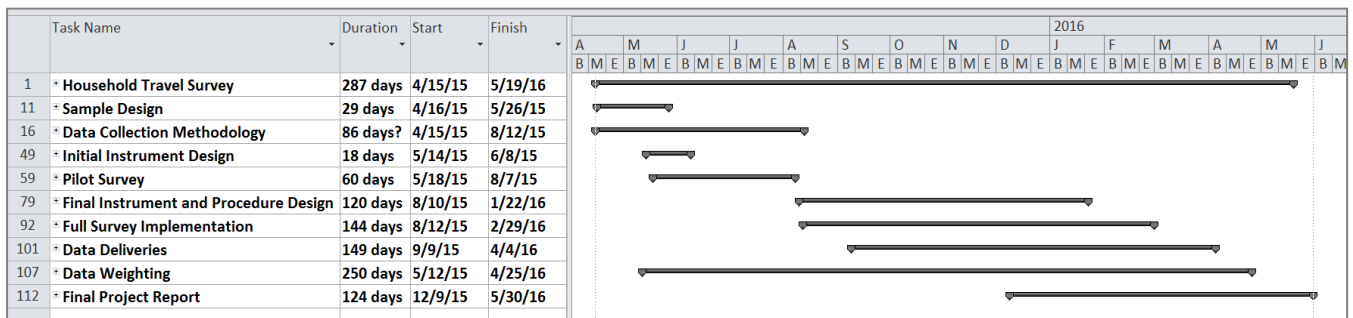 Task Name Duration Start Finish
2016
A M J J A S O N D J F M A M J
B M E B M E B M E B M E B M E B M E B M E B M E B M E B M E B M E B M E B M E B M E B M
1 Household Travel Survey 287 days 4/15/15 5/19/16
11 Sample Design 29 days 4/16/15 5/26/15
16 Data Collection Methodology 86 days? 4/15/15 8/12/15
49 Initial Instrument Design 18 days 5/14/15 6/8/15
59 Pilot Survey 60 days 5/18/15 8/7/15
79 Final Instrument and Procedure Design 120 days 8/10/15 1/22/16
92 Full Survey Implementation 144 days 8/12/15 2/29/16
101 Data Deliveries 149 days 9/9/15 4/4/16
107 Data Weighting 250 days 5/12/15 4/25/16
112 Final Project Report 124 days 12/9/15 5/30/16